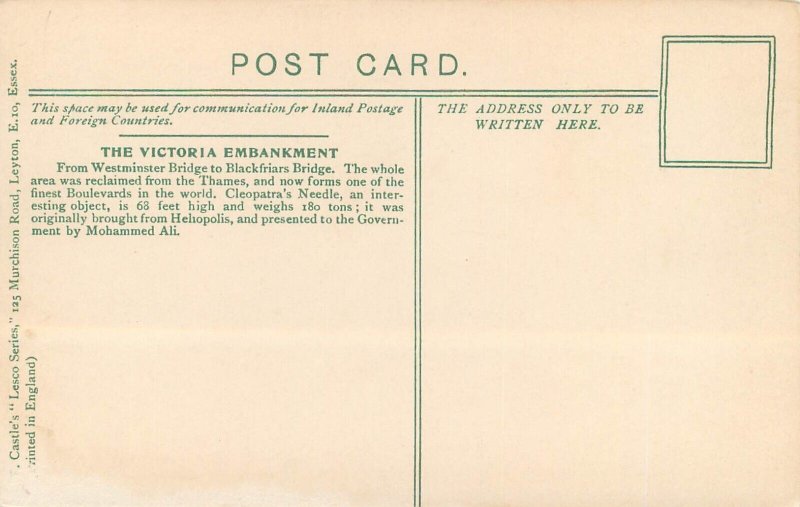 POST CARD.
This space may be used for communication for Inland Postage
and Foreign Countries.
THE ADDRESS ONLY TO BE
WRITTEN HERE.
THE VICTORIA EMBANKMENT
From Westminster Bridge to Blackfriars Bridge. The whole
area was reclaimed from the Thames, and now forms one of the
finest Boulevards in the world. Cleopatra's Needle, an inter-
esting object, is 68 feet high and weighs 180 tons; it was
originally brought from Heliopolis, and presented to the Govern-
ment by Mohammed Ali.
. Castle's "Lesco Series," 125 Murchison Road, Leyton, E.10, Essex.
rinted in England)